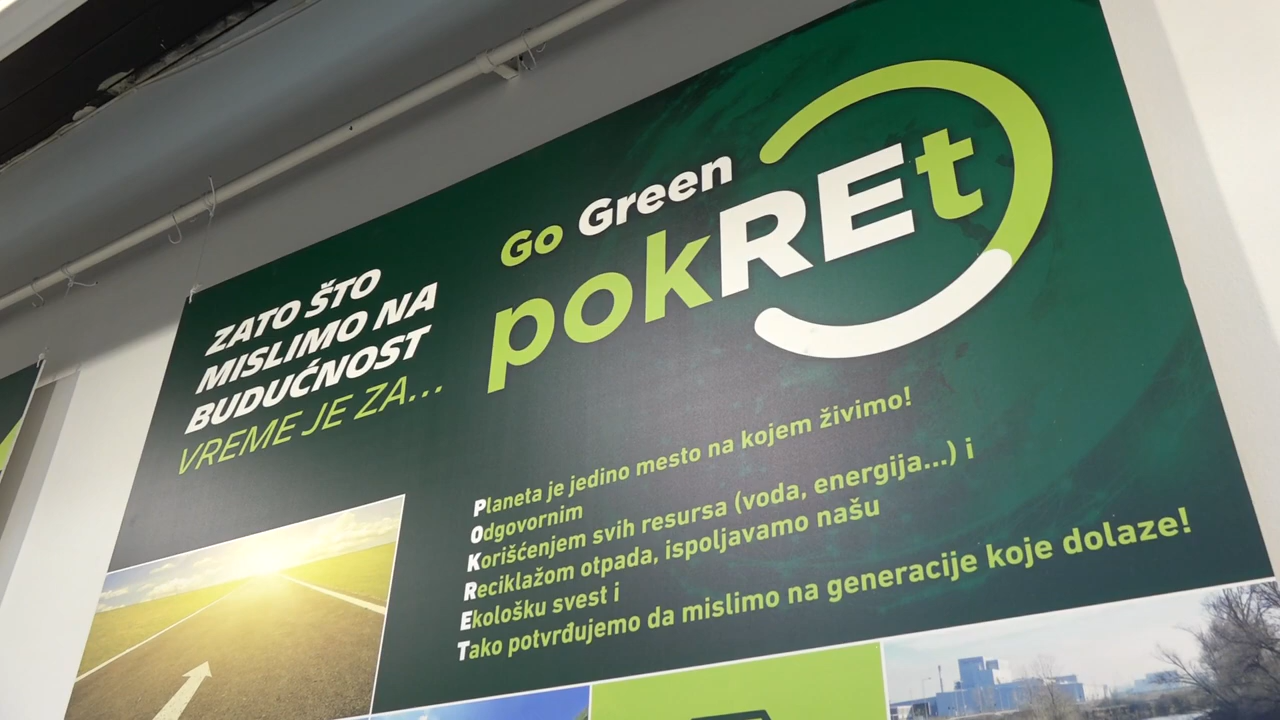 ZATO ŠTO
MISLIMO NA
BUDUĆNOST
VREME JE ZA...
Go Green
pokREt
Planeta je jedino mesto na kojem živimo!
Odgovornim
Korišćenjem svih resursa (voda, energija...) i
Reciklažom otpada, ispoljavamo našu
Ekološku svest i
Tako potvrđujemo da mislimo na generacije koje dolaze!